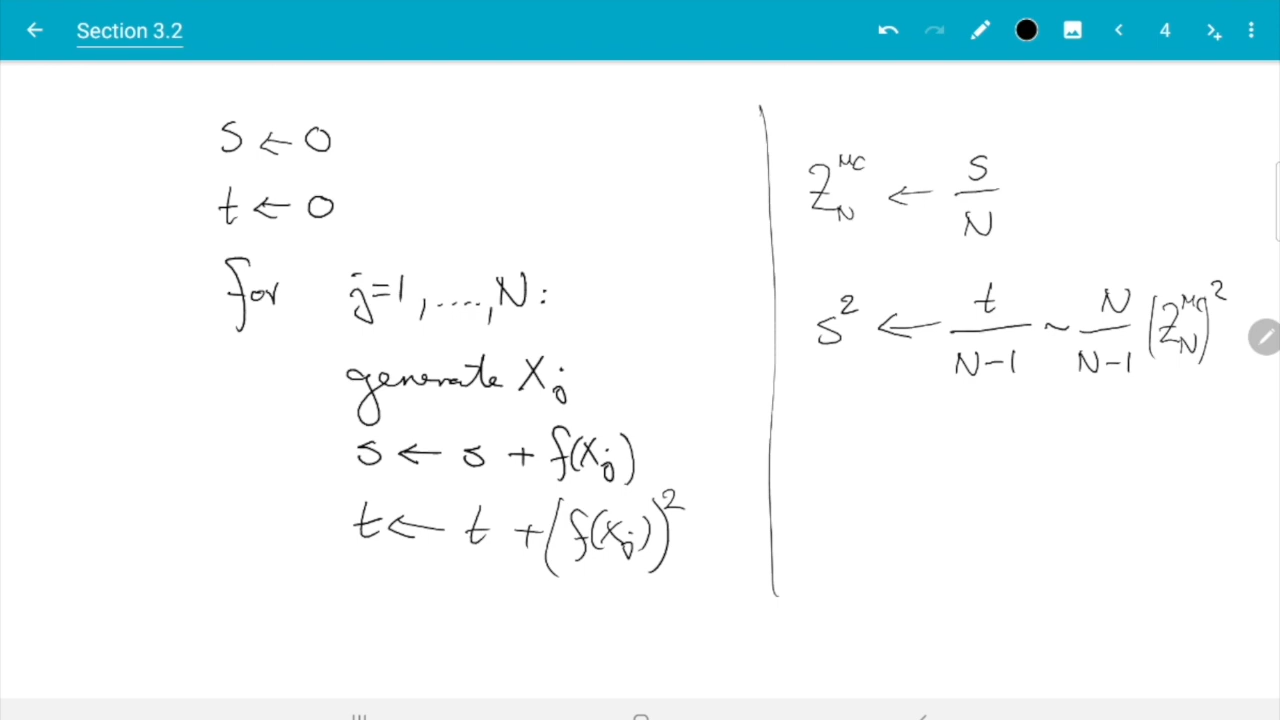 Section 3.2
4
s ← 0
t ← 0
for j=1,....,N:
generate X_j
s ← s + f(X_j)
t ← t + (f(X_j))^2
Z_N^{MC} ← s/N
s^2 ← t/(N-1) ~ N/(N-1) (Z_N^{MC})^2